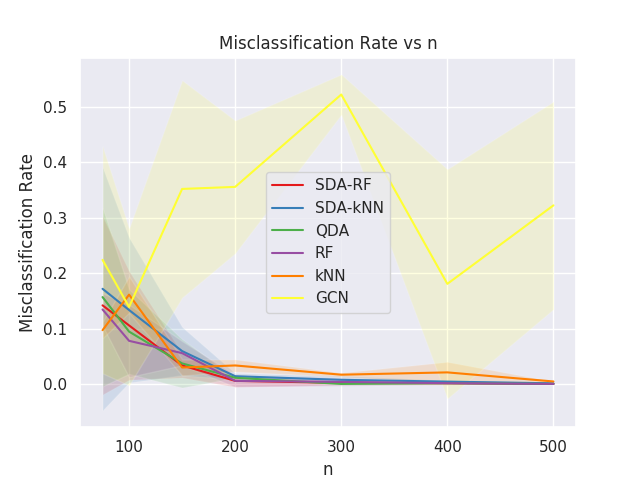 Misclassification Rate vs n
Misclassification Rate
0.5
0.4
0.3
0.2
0.1
0.0
SDA-RF
SDA-kNN
QDA
RF
kNN
GCN
100
200
300
400
500
n